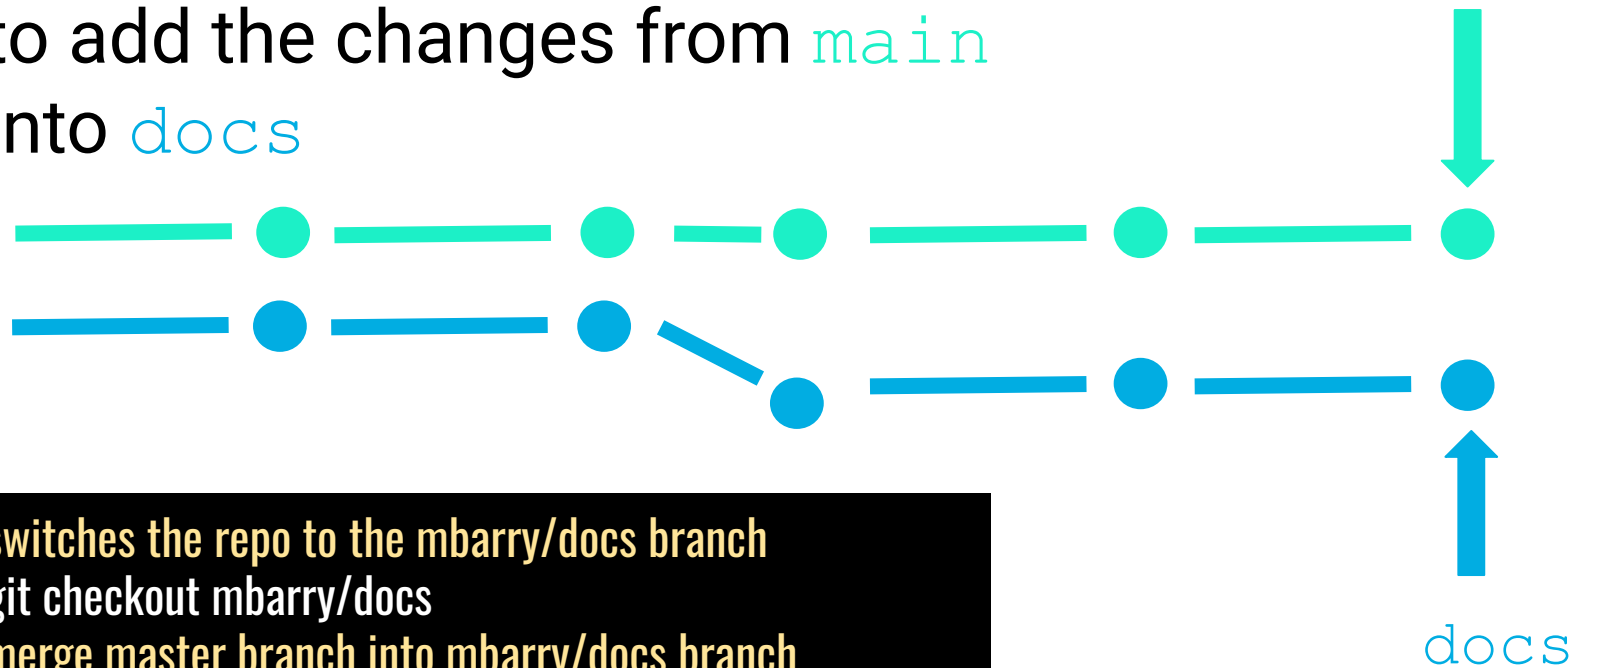 to add the changes from main
nto docs
switches the repo to the mbarry/docs branch
git checkout mbarry/docs
merge master branch into mbarry/docs branch
docs